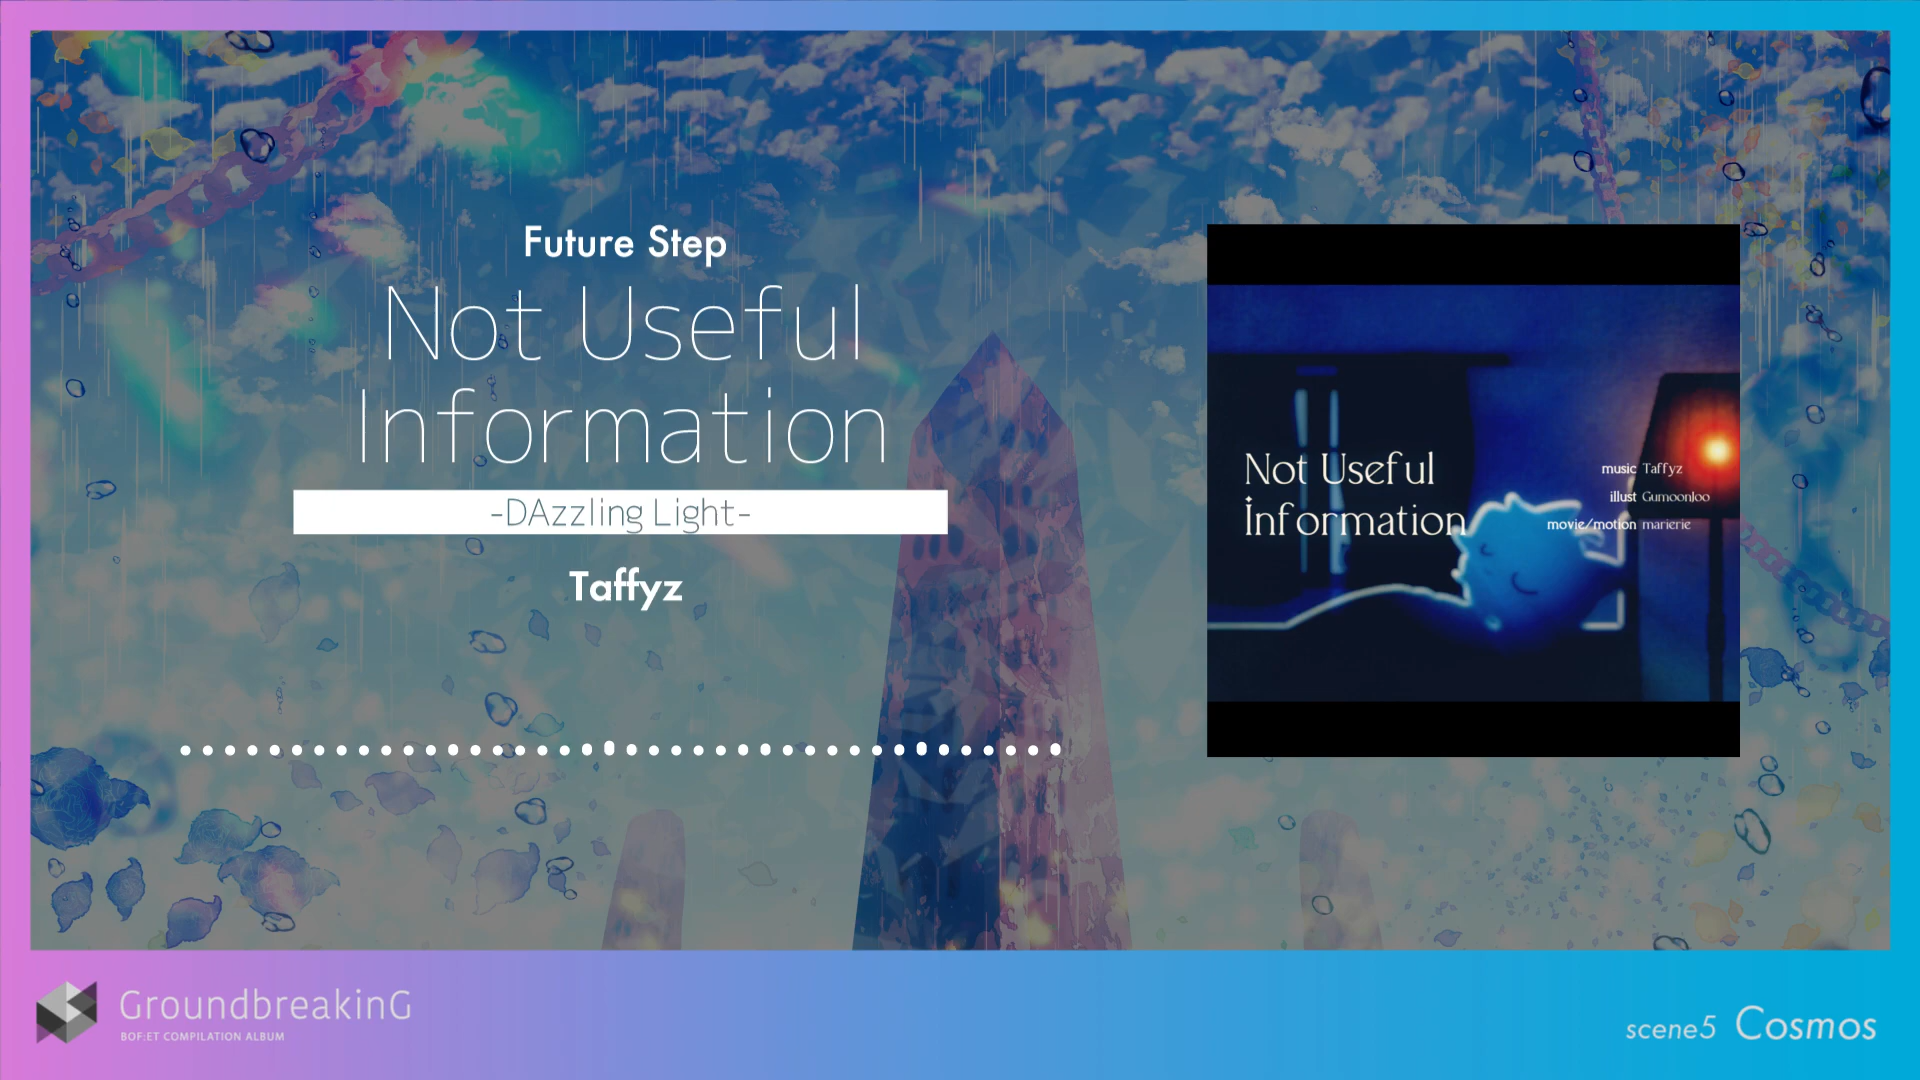 Future Step
Not Useful
Information
-DAzzling Light-
Taffyz
Not Useful
Information
music Taffyz
illust Gumoonloo
movie/motion marierie
GroundbreakinG
BOF:ET COMPILATION ALBUM
scene5 Cosmos